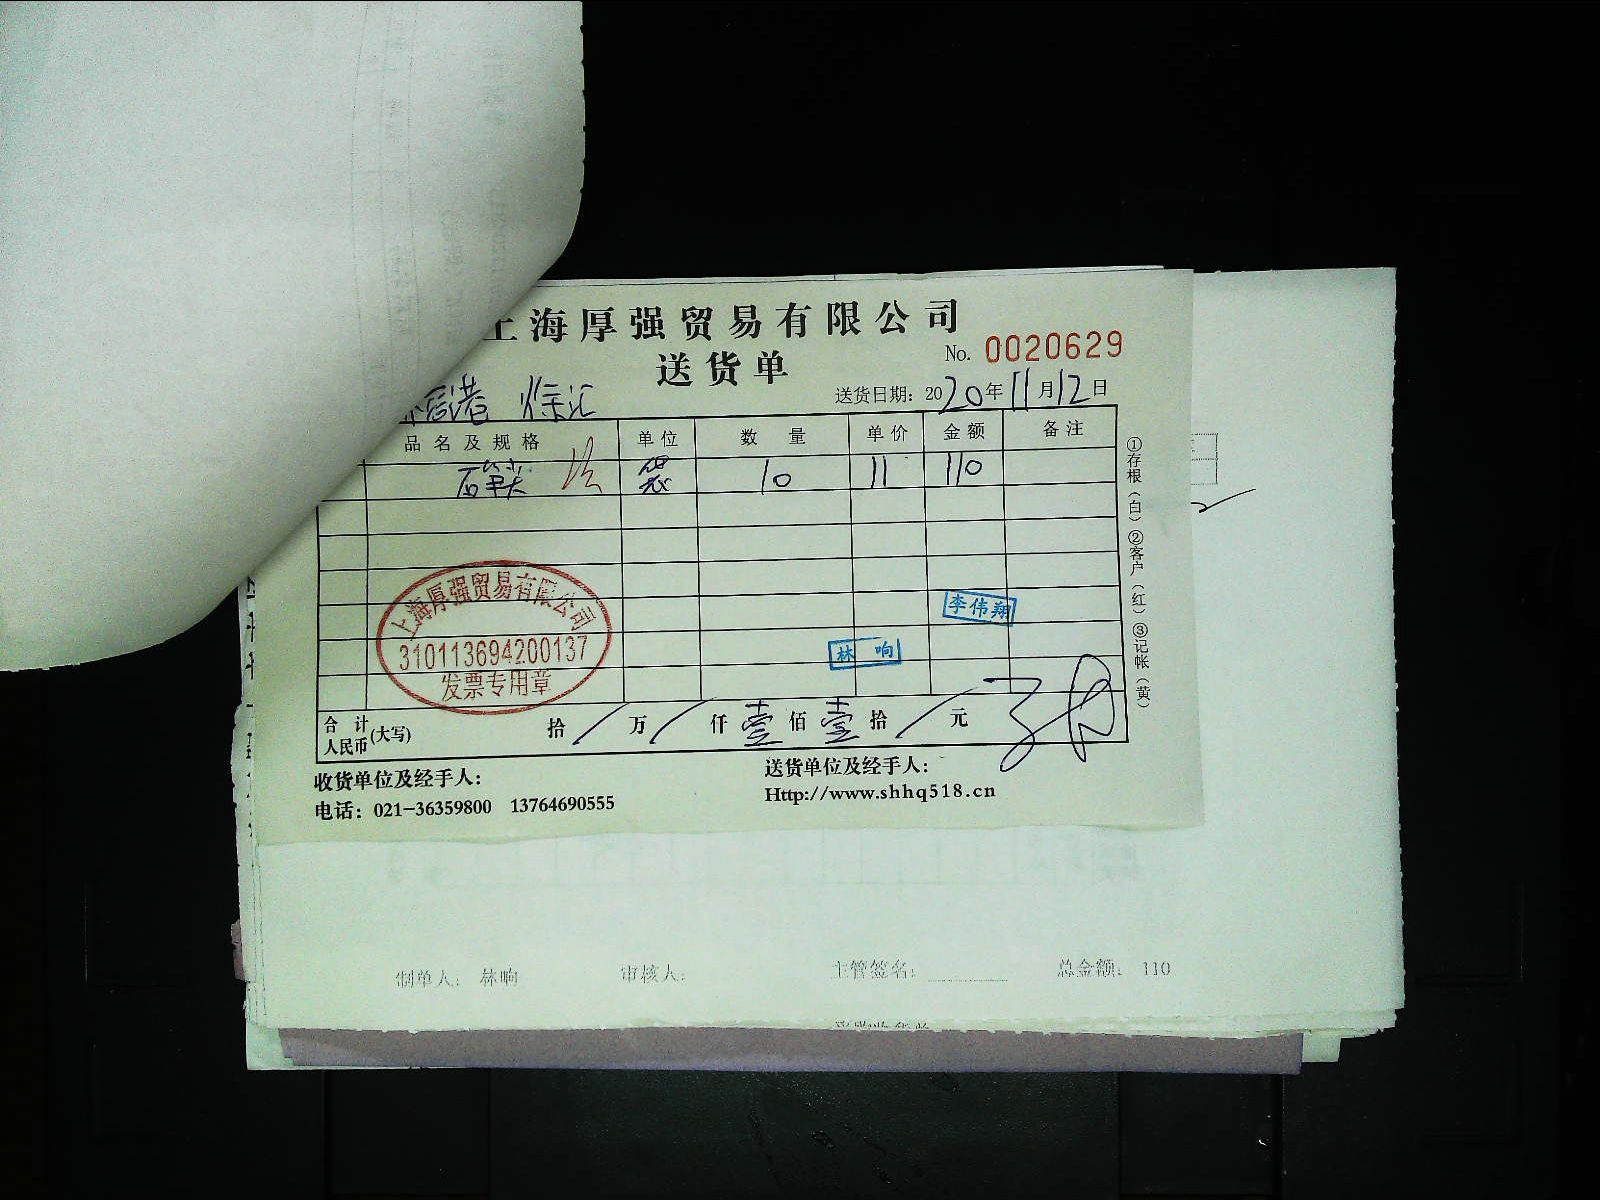 上海厚强贸易有限公司
送货单
No. 0020629
港 徐汇
送货日期: 2020年11月12日
品名及规格 单位 数量 单价 金额 备注
石笔尖 袋 10 11 110
①存根(白)②客户(红)③记帐(黄)
上海厚强贸易有限公司
310113694200137
发票专用章
李伟翔
林响
合计人民币(大写) 拾/万/仟壹佰壹拾/元
收货单位及经手人:
送货单位及经手人:
电话: 021-36359800 13764690555
Http://www.shhq518.cn
制单人: 林响 审核人: 主管签名: 总金额: 110